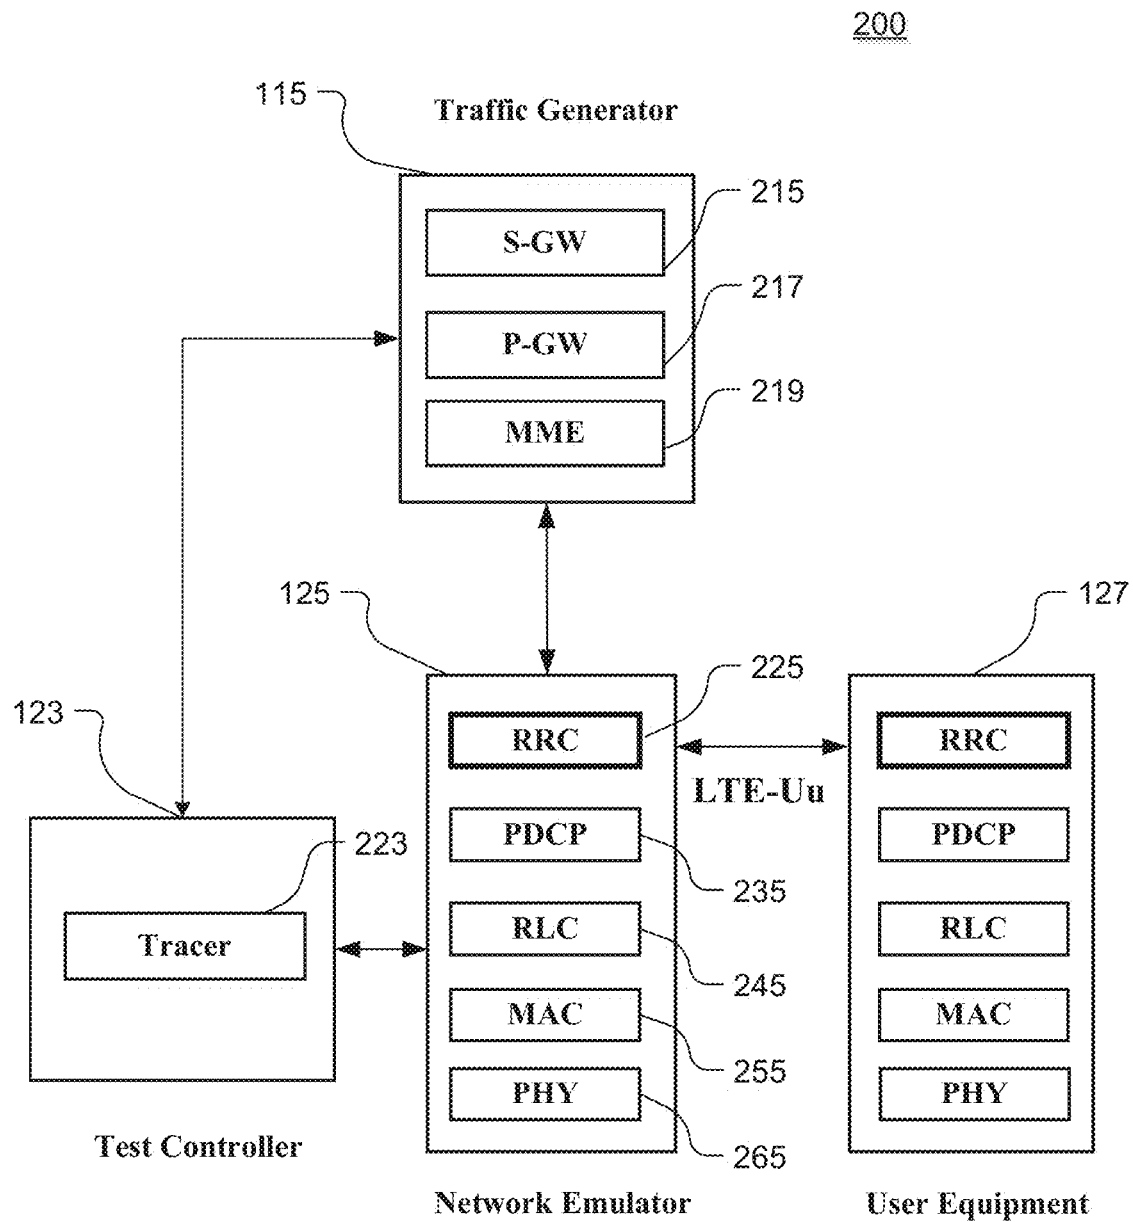 200
115
Traffic Generator
S-GW
215
P-GW
217
MME
219
125
127
123
RRC
225
RRC
LTE-Uu
223
PDCP
235
PDCP
Tracer
RLC
245
RLC
MAC
255
MAC
PHY
265
PHY
Test Controller
Network Emulator
User Equipment